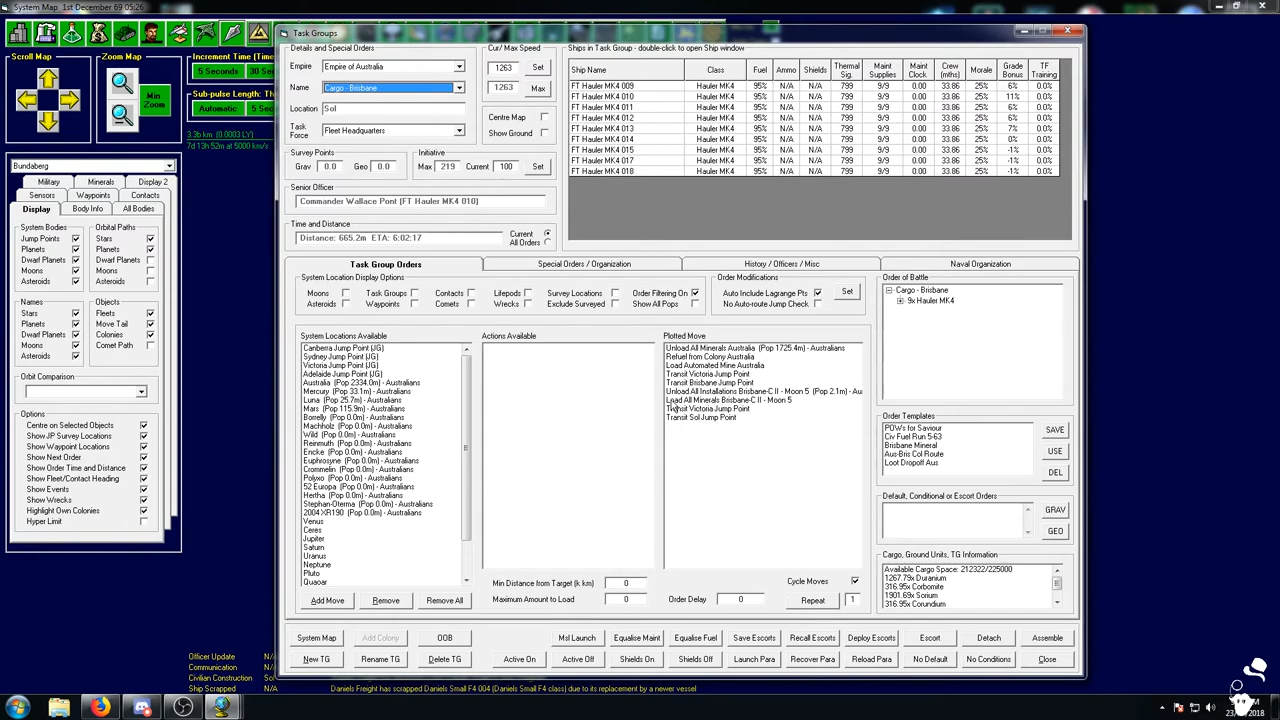 System Map 1st December 69 05:26
Task Groups
Scroll Map
Zoom Map
Min Zoom
Increment Time (Time
5 Seconds
30 Sec
Sub-pulse Length: Th
Automatic
5 Sec
3.3b km (0.0003 LY)
7d 13h 52m at 5000 km/s
Bundaberg
Military
Minerals
Display 2
Sensors
Waypoints
Contacts
Display
Body Info
All Bodies
System Bodies
Jump Points
Planets
Dwarf Planets
Moons
Asteroids
Orbital Paths
Stars
Planets
Dwarf Planets
Moons
Asteroids
Names
Stars
Planets
Dwarf Planets
Moons
Asteroids
Objects
Fleets
Move Tail
Colonies
Comet Path
Orbit Comparison
Options
Centre on Selected Objects
Show JP Survey Locations
Show Waypoint Locations
Show Next Order
Show Order Time and Distance
Show Fleet/Contact Heading
Show Events
Show Wrecks
Highlight Own Colonies
Hyper Limit
Details and Special Orders
Empire
Empire of Australia
Name
Cargo - Brisbane
Location
Sol
Task Force
Fleet Headquarters
Cur/ Max Speed
1263
Set
1263
Max
Centre Map
Show Ground
Survey Points
Grav
0.0
Geo
0.0
Initiative
Max
219
Current
100
Set
Senior Officer
Commander Wallace Pont (FT Hauler MK4 010)
Time and Distance
Distance: 665.2m ETA: 6:02:17
Current
All Orders
Ships in Task Group - double-click to open Ship window
Ship Name Class Fuel Ammo Shields Thermal Sig. Maint Supplies Maint Clock Crew (mths) Morale Grade Bonus TF Training
FT Hauler MK4 009 Hauler MK4 95% N/A N/A 799 9/9 0.00 33.86 25% 6% 0.0%
FT Hauler MK4 010 Hauler MK4 95% N/A N/A 799 9/9 0.00 33.86 25% 11% 0.0%
FT Hauler MK4 011 Hauler MK4 95% N/A N/A 799 9/9 0.00 33.86 25% 6% 0.0%
FT Hauler MK4 012 Hauler MK4 95% N/A N/A 799 9/9 0.00 33.86 25% 6% 0.0%
FT Hauler MK4 013 Hauler MK4 95% N/A N/A 799 9/9 0.00 33.86 25% 7% 0.0%
FT Hauler MK4 014 Hauler MK4 95% N/A N/A 799 9/9 0.00 33.86 25% 6% 0.0%
FT Hauler MK4 015 Hauler MK4 95% N/A N/A 799 9/9 0.00 33.86 25% -1% 0.0%
FT Hauler MK4 017 Hauler MK4 95% N/A N/A 799 9/9 0.00 33.86 25% -1% 0.0%
FT Hauler MK4 018 Hauler MK4 95% N/A N/A 799 9/9 0.00 33.86 25% -1% 0.0%
Task Group Orders
Special Orders / Organization
History / Officers / Misc
Naval Organization
System Location Display Options
Moons
Task Groups
Contacts
Lifepods
Survey Locations
Order Filtering On
Asteroids
Waypoints
Comets
Wrecks
Exclude Surveyed
Show All Pops
Order Modifications
Auto Include Lagrange Pts
No Auto-route Jump Check
Set
System Locations Available
Canberra Jump Point (JG)
Sydney Jump Point (JG)
Victoria Jump Point (JG)
Adelaide Jump Point (JG)
Australia (Pop 2334.0m) - Australians
Mercury (Pop 33.1m) - Australians
Luna (Pop 25.7m) - Australians
Mars (Pop 115.9m) - Australians
Borrelly (Pop 0.0m) - Australians
Machholz (Pop 0.0m) - Australians
Wild (Pop 0.0m) - Australians
Reinmuth (Pop 0.0m) - Australians
Encke (Pop 0.0m) - Australians
Euphrosyne (Pop 0.0m) - Australians
Crommelin (Pop 0.0m) - Australians
Polyxo (Pop 0.0m) - Australians
52 Europa (Pop 0.0m) - Australians
Hertha (Pop 0.0m) - Australians
Stephan-Oterma (Pop 0.0m) - Australians
2004 XR190 (Pop 0.0m) - Australians
Venus
Ceres
Jupiter
Saturn
Uranus
Neptune
Pluto
Quaoar
Actions Available
Plotted Move
Unload All Minerals Australia (Pop 1725.4m) - Australians
Refuel from Colony Australia
Load Automated Mine Australia
Transit Victoria Jump Point
Transit Brisbane Jump Point
Unload All Installations Brisbane-C II - Moon 5 (Pop 2.1m) - Au
Load All Minerals Brisbane-C II - Moon 5
Transit Victoria Jump Point
Transit Sol Jump Point
Order of Battle
Cargo - Brisbane
9x Hauler MK4
Order Templates
POWs for Saviour
Civ Fuel Run 5-63
Brisbane Mineral
Aus-Bris Col Route
Loot Dropoff Aus
SAVE
USE
DEL
Default, Conditional or Escort Orders
GRAV
GEO
Cargo, Ground Units, TG Information
Available Cargo Space: 212322/225000
1267.79x Duranium
316.95x Corbomite
1901.69x Sorium
316.95x Corundium
Min Distance from Target (k km)
0
Cycle Moves
Add Move
Remove
Remove All
Maximum Amount to Load
0
Order Delay
0
Repeat
1
System Map
Add Colony
OOB
Msl Launch
Equalise Maint
Equalise Fuel
Save Escorts
Recall Escorts
Deploy Escorts
Escort
Detach
Assemble
New TG
Rename TG
Delete TG
Active On
Active Off
Shields On
Shields Off
Launch Para
Recover Para
Reload Para
No Default
No Conditions
Close
Officer Update N/A
Communication N/A
Civilian Construction Sol
Ship Scrapped N/A Daniels Freight has scrapped Daniels Small F4 004 (Daniels Small F4 class) due to its replacement by a newer vessel